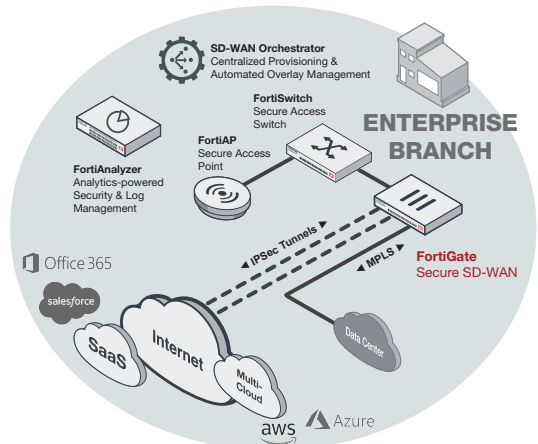 SD-WAN Orchestrator
Centralized Provisioning &
Automated Overlay Management
FortiSwitch
Secure Access
Switch
ENTERPRISE
BRANCH
FortiAP
Secure Access
Point
FortiAnalyzer
Analytics-powered
Security & Log
Management
◄ IPSec Tunnels ►
◄ MPLS ►
FortiGate
Secure SD-WAN
Office 365
salesforce
SaaS
Internet
Multi-
Cloud
Data Center
aws
Azure